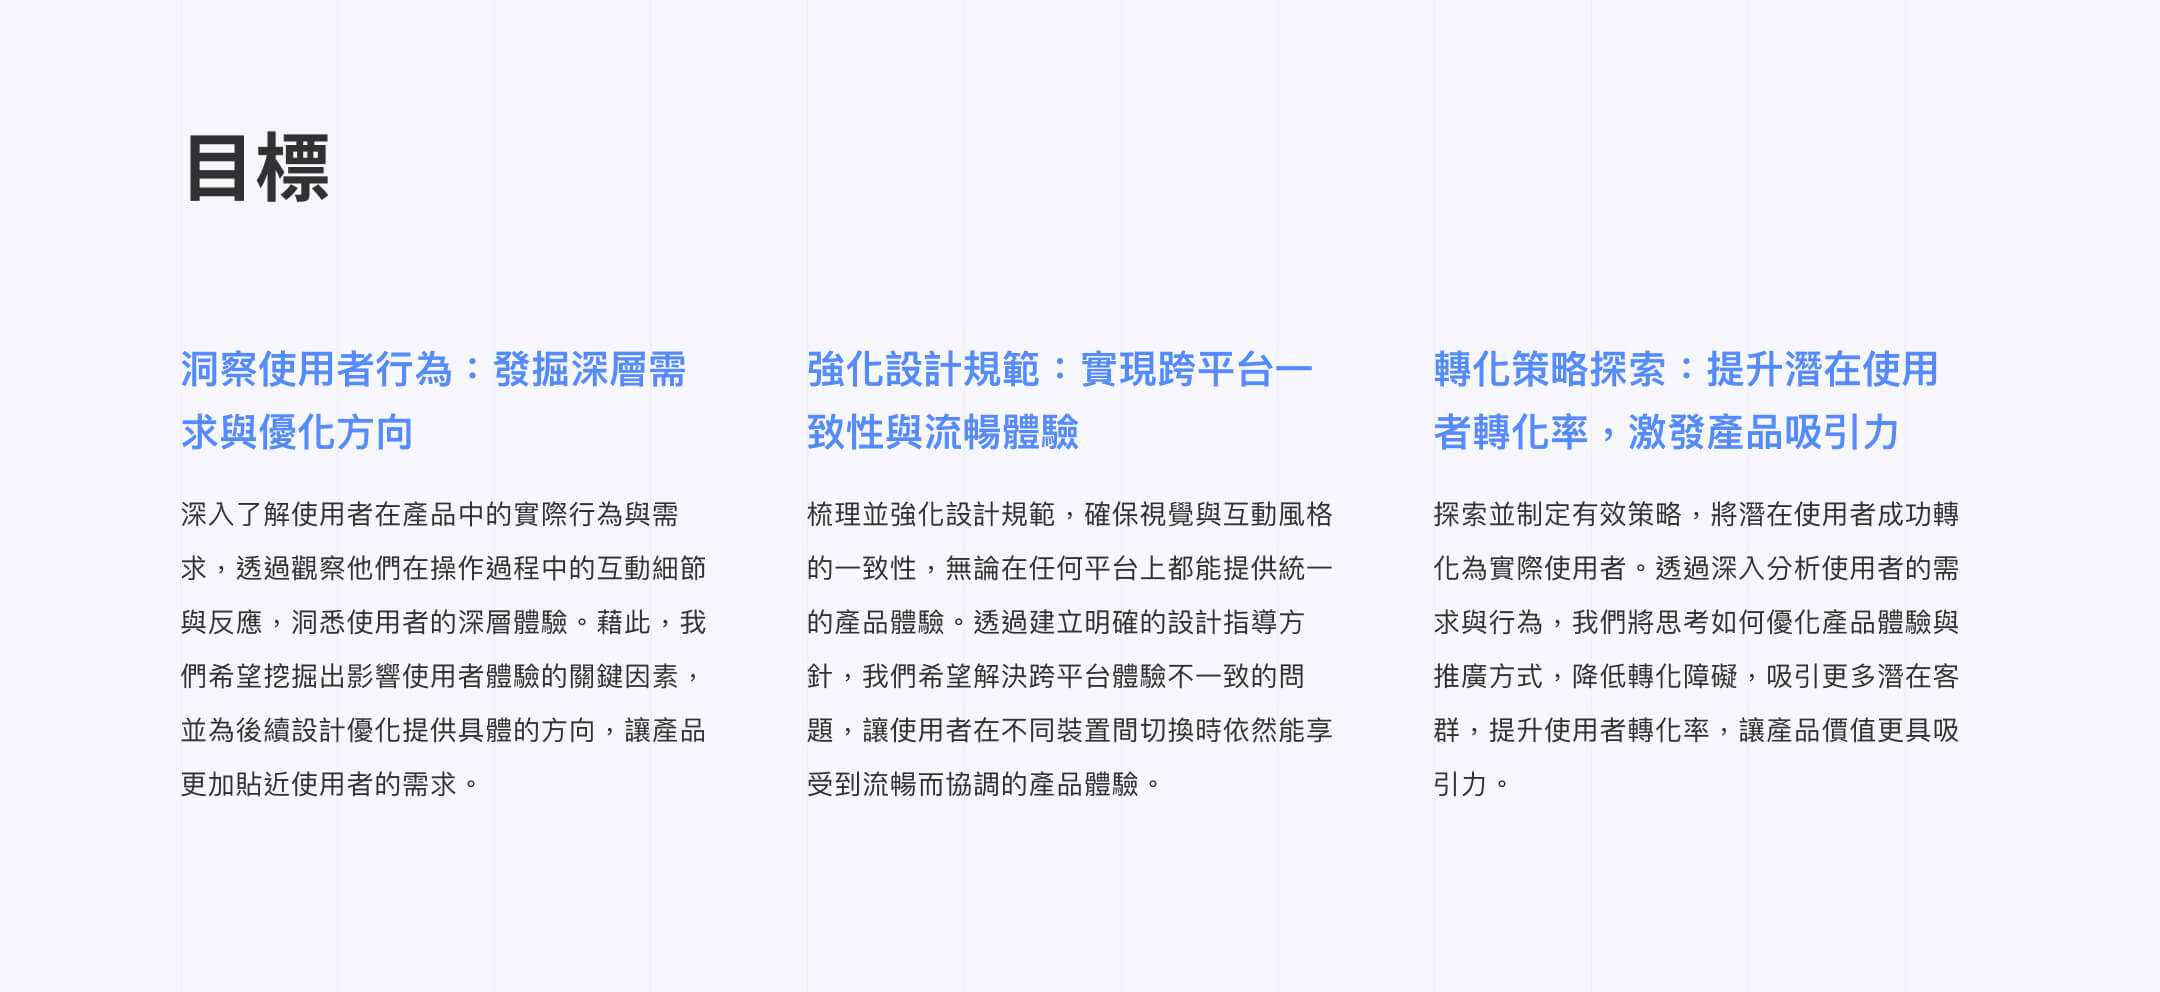 目標
洞察使用者行為：發掘深層需
求與優化方向
深入了解使用者在產品中的實際行為與需
求，透過觀察他們在操作過程中的互動細節
與反應，洞悉使用者的深層體驗。藉此，我
們希望挖掘出影響使用者體驗的關鍵因素，
並為後續設計優化提供具體的方向，讓產品
更加貼近使用者的需求。
強化設計規範：實現跨平台一
致性與流暢體驗
梳理並強化設計規範，確保視覺與互動風格
的一致性，無論在任何平台上都能提供統一
的產品體驗。透過建立明確的設計指導方
針，我們希望解決跨平台體驗不一致的問
題，讓使用者在不同裝置間切換時依然能享
受到流暢而協調的產品體驗。
轉化策略探索：提升潛在使用
者轉化率，激發產品吸引力
探索並制定有效策略，將潛在使用者成功轉
化為實際使用者。透過深入分析使用者的需
求與行為，我們將思考如何優化產品體驗與
推廣方式，降低轉化障礙，吸引更多潛在客
群，提升使用者轉化率，讓產品價值更具吸
引力。